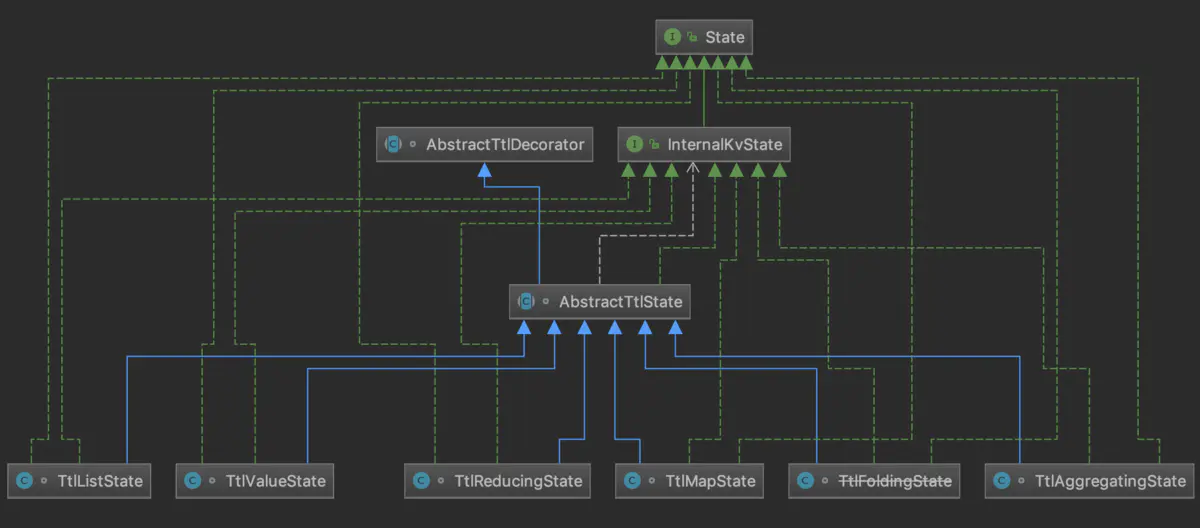 State
AbstractTtlDecorator
InternalKvState
AbstractTtlState
TtlListState
TtlValueState
TtlReducingState
TtlMapState
TtlFoldingState
TtlAggregatingState